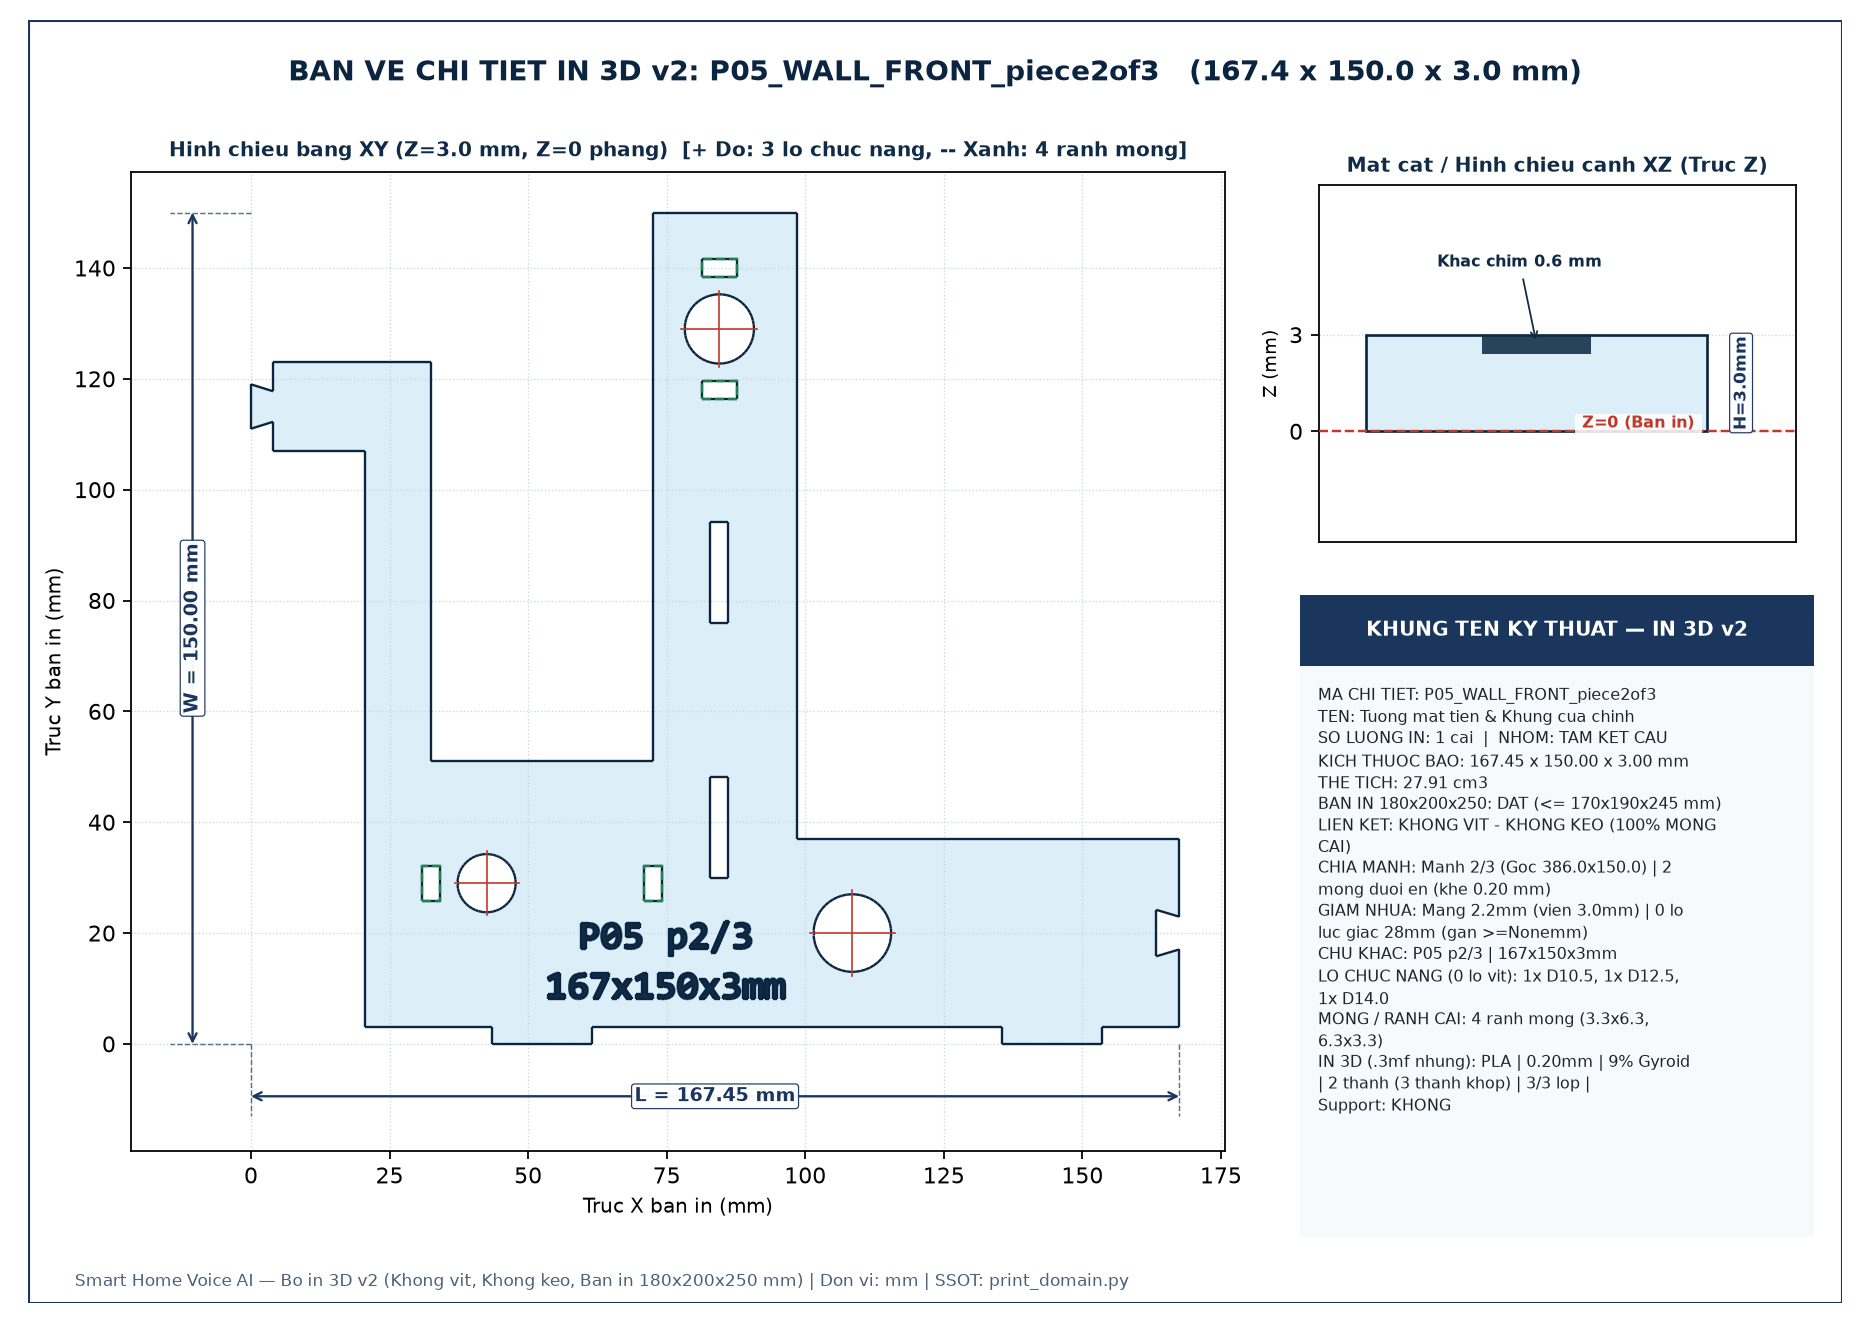 BAN VE CHI TIET IN 3D v2: P05_WALL_FRONT_piece2of3 (167.4 x 150.0 x 3.0 mm)
Hinh chieu bang XY (Z=3.0 mm, Z=0 phang) [+ Do: 3 lo chuc nang, -- Xanh: 4 ranh mong]
Truc Y ban in (mm)
140
120
100
80
60
40
20
0
W = 150.00 mm
P05 p2/3
167x150x3mm
L = 167.45 mm
0
25
50
75
100
125
150
175
Truc X ban in (mm)
Mat cat / Hinh chieu canh XZ (Truc Z)
Khac chim 0.6 mm
Z (mm)
3
0
Z=0 (Ban in)
H=3.0mm
KHUNG TEN KY THUAT — IN 3D v2
MA CHI TIET: P05_WALL_FRONT_piece2of3
TEN: Tuong mat tien & Khung cua chinh
SO LUONG IN: 1 cai | NHOM: TAM KET CAU
KICH THUOC BAO: 167.45 x 150.00 x 3.00 mm
THE TICH: 27.91 cm3
BAN IN 180x200x250: DAT (<= 170x190x245 mm)
LIEN KET: KHONG VIT - KHONG KEO (100% MONG
CAI)
CHIA MANH: Manh 2/3 (Goc 386.0x150.0) | 2
mong duoi en (khe 0.20 mm)
GIAM NHUA: Mang 2.2mm (vien 3.0mm) | 0 lo
luc giac 28mm (gan >=Nonemm)
CHU KHAC: P05 p2/3 | 167x150x3mm
LO CHUC NANG (0 lo vit): 1x D10.5, 1x D12.5,
1x D14.0
MONG / RANH CAI: 4 ranh mong (3.3x6.3,
6.3x3.3)
IN 3D (.3mf nhung): PLA | 0.20mm | 9% Gyroid
| 2 thanh (3 thanh khop) | 3/3 lop |
Support: KHONG
Smart Home Voice AI — Bo in 3D v2 (Khong vit, Khong keo, Ban in 180x200x250 mm) | Don vi: mm | SSOT: print_domain.py